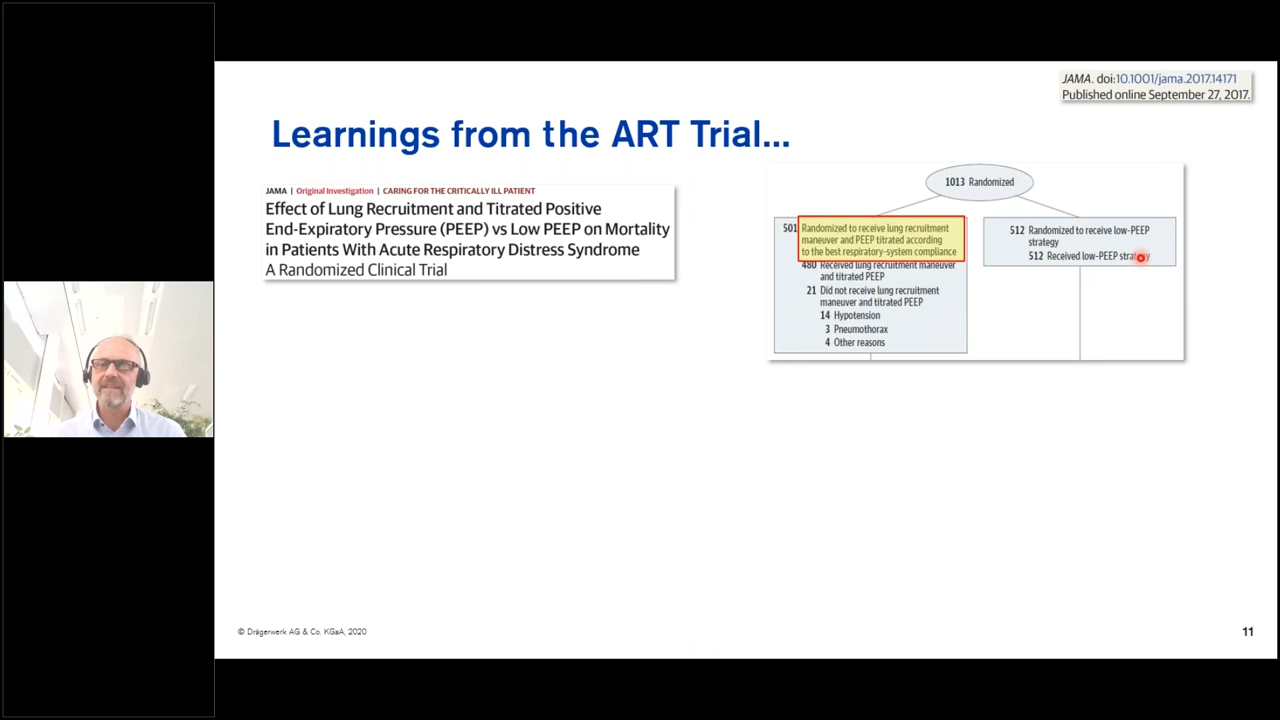 JAMA. doi:10.1001/jama.2017.14171
Published online September 27, 2017.
Learnings from the ART Trial...
JAMA | Original Investigation | CARING FOR THE CRITICALLY ILL PATIENT
Effect of Lung Recruitment and Titrated Positive
End-Expiratory Pressure (PEEP) vs Low PEEP on Mortality
in Patients With Acute Respiratory Distress Syndrome
A Randomized Clinical Trial
1013 Randomized
501 Randomized to receive lung recruitment
maneuver and PEEP titrated according
to the best respiratory-system compliance
480 Received lung recruitment maneuver
and titrated PEEP
21 Did not receive lung recruitment
maneuver and titrated PEEP
14 Hypotension
3 Pneumothorax
4 Other reasons
512 Randomized to receive low-PEEP
strategy
512 Received low-PEEP strategy
© Drägerwerk AG & Co. KGaA, 2020
11